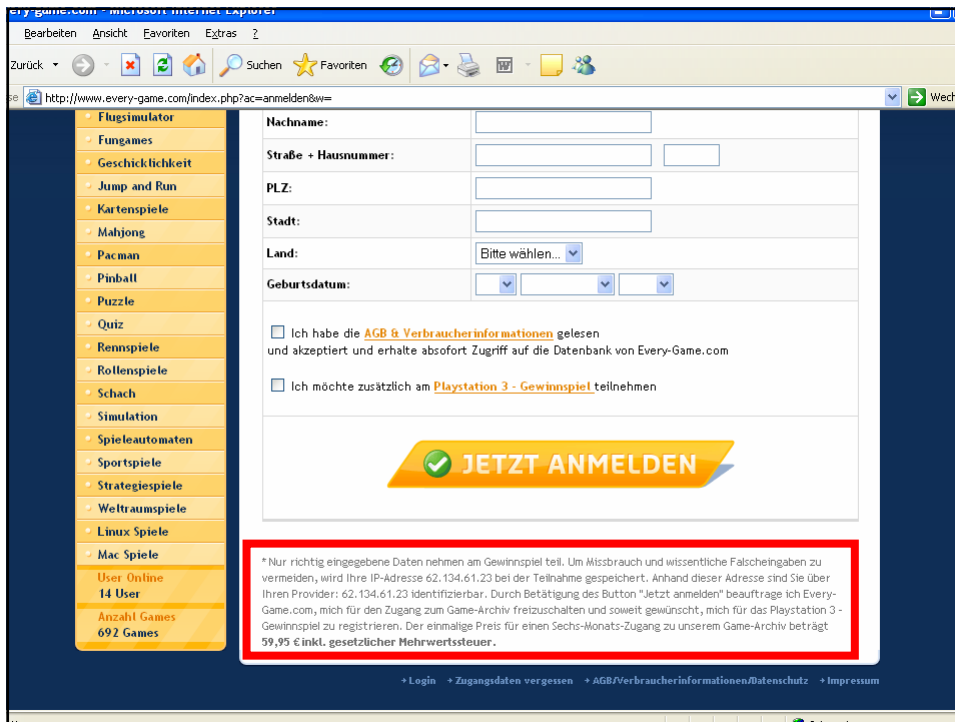 ery-game.com - Microsoft Internet Explorer
Bearbeiten Ansicht Favoriten Extras ?
Zurück Suchen Favoriten
se http://www.every-game.com/index.php?ac=anmelden&w= Wech
Flugsimulator
Fungames
Geschicklichkeit
Jump and Run
Kartenspiele
Mahjong
Pacman
Pinball
Puzzle
Quiz
Rennspiele
Rollenspiele
Schach
Simulation
Spieleautomaten
Sportspiele
Strategiespiele
Weltraumspiele
Linux Spiele
Mac Spiele
User Online
14 User
Anzahl Games
692 Games
Nachname:
Straße + Hausnummer:
PLZ:
Stadt:
Land: Bitte wählen...
Geburtsdatum:
Ich habe die AGB & Verbraucherinformationen gelesen
und akzeptiert und erhalte absofort Zugriff auf die Datenbank von Every-Game.com
Ich möchte zusätzlich am Playstation 3 - Gewinnspiel teilnehmen
JETZT ANMELDEN
* Nur richtig eingegebene Daten nehmen am Gewinnspiel teil. Um Missbrauch und wissentliche Falscheingaben zu
vermeiden, wird Ihre IP-Adresse 62.134.61.23 bei der Teilnahme gespeichert. Anhand dieser Adresse sind Sie über
Ihren Provider: 62.134.61.23 identifizierbar. Durch Betätigung des Button "Jetzt anmelden" beauftrage ich Every-
Game.com, mich für den Zugang zum Game-Archiv freizuschalten und soweit gewünscht, mich für das Playstation 3 -
Gewinnspiel zu registrieren. Der einmalige Preis für einen Sechs-Monats-Zugang zu unserem Game-Archiv beträgt
59,95 € inkl. gesetzlicher Mehrwertsteuer.
+ Login + Zugangsdaten vergessen + AGB/Verbraucherinformationen/Datenschutz + Impressum